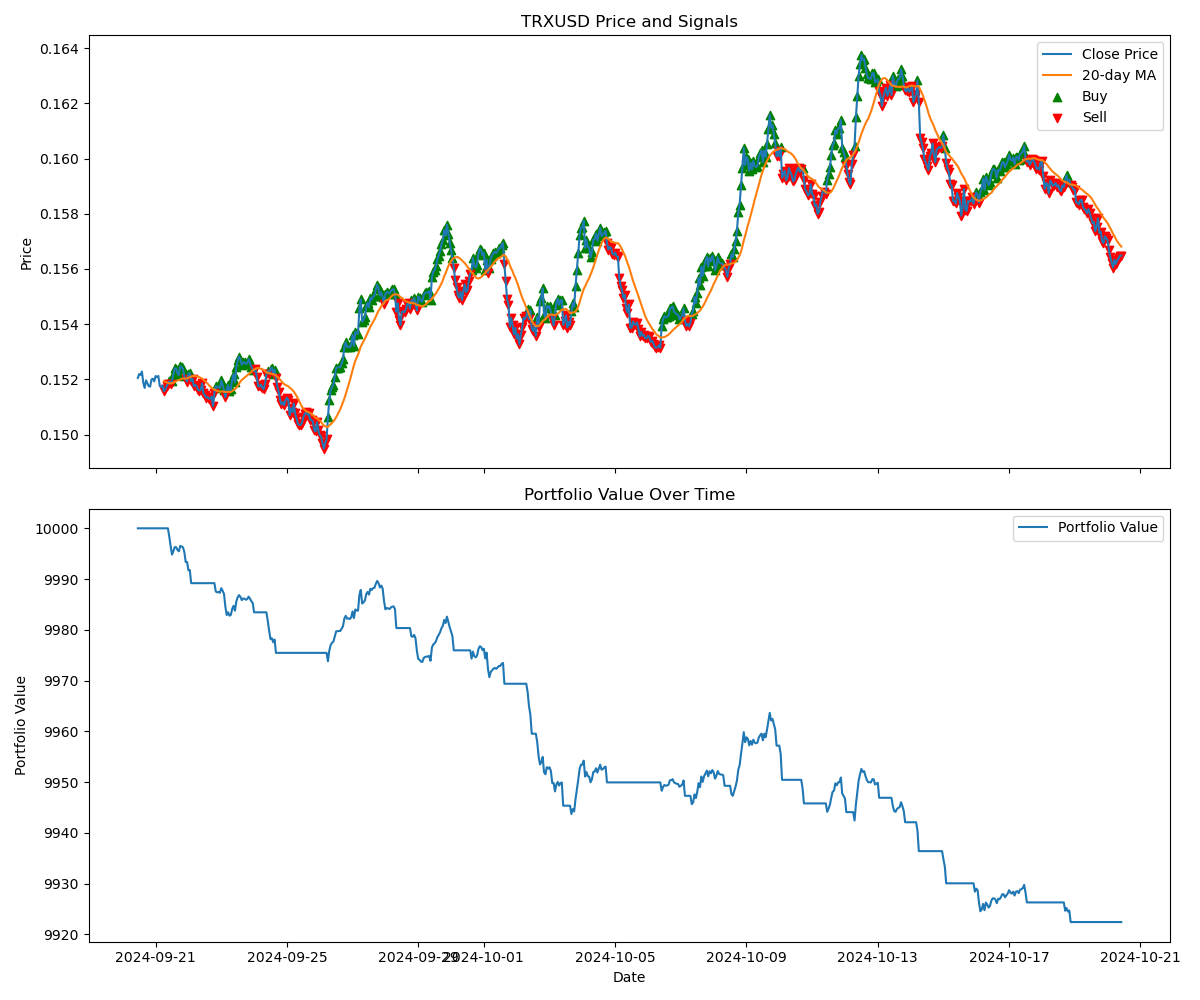 TRXUSD Price and Signals
0.164
0.162
0.160
0.158
0.156
0.154
0.152
0.150
Price
Close Price
20-day MA
Buy
Sell
Portfolio Value Over Time
10000
9990
9980
9970
9960
9950
9940
9930
9920
Portfolio Value
Portfolio Value
2024-09-21 2024-09-25 2024-09-29 2024-10-01 2024-10-05 2024-10-09 2024-10-13 2024-10-17 2024-10-21
Date